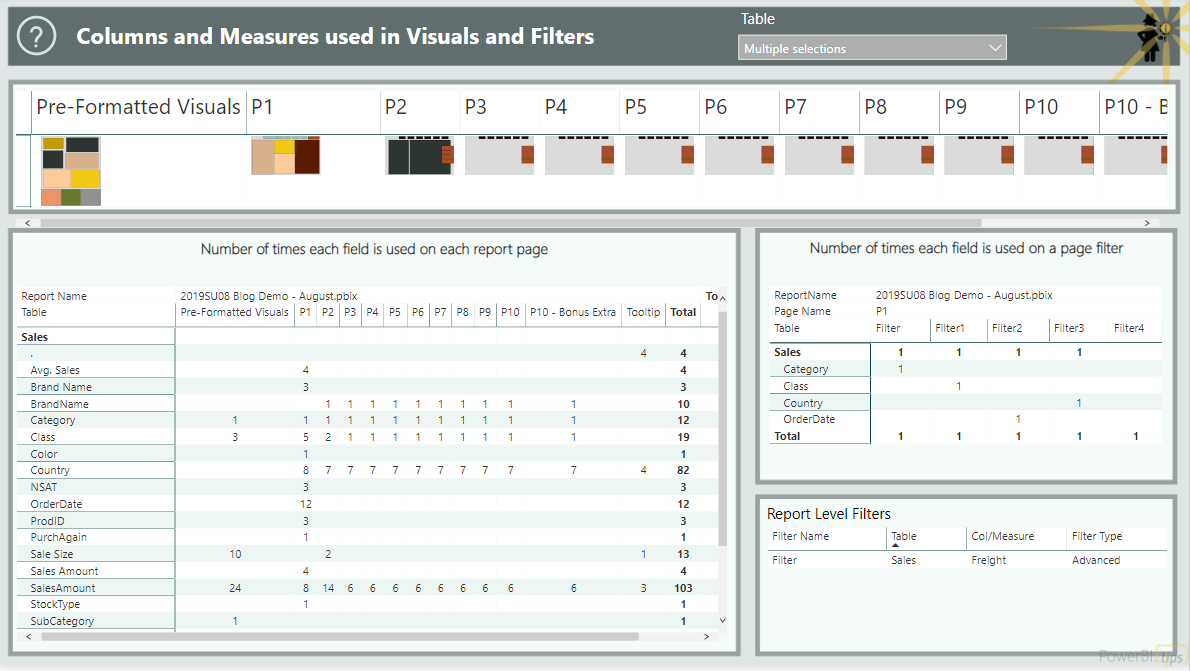 ?
Columns and Measures used in Visuals and Filters
Table
Multiple selections
Pre-Formatted Visuals P1 P2 P3 P4 P5 P6 P7 P8 P9 P10 P10 - B
Number of times each field is used on each report page
Report Name 2019SU08 Blog Demo - August.pbix To
Table Pre-Formatted Visuals P1 P2 P3 P4 P5 P6 P7 P8 P9 P10 P10 - Bonus Extra Tooltip Total
Sales
. 4 4
Avg. Sales 4 4
Brand Name 3 3
BrandName 1 1 1 1 1 1 1 1 1 1 10
Category 1 1 1 1 1 1 1 1 1 1 1 1 12
Class 3 5 2 1 1 1 1 1 1 1 1 1 19
Color 1 1
Country 8 7 7 7 7 7 7 7 7 7 7 4 82
NSAT 3 3
OrderDate 12 12
ProdID 3 3
PurchAgain 1 1
Sale Size 10 2 1 13
Sales Amount 4 4
SalesAmount 24 8 14 6 6 6 6 6 6 6 6 6 3 103
StockType 1 1
SubCategory 1 1
Number of times each field is used on a page filter
ReportName 2019SU08 Blog Demo - August.pbix
Page Name P1
Table Filter Filter1 Filter2 Filter3 Filter4
Sales 1 1 1 1
Category 1
Class 1
Country 1
OrderDate 1
Total 1 1 1 1 1
Report Level Filters
Filter Name Table Col/Measure Filter Type
Filter Sales Freight Advanced
PowerBI.tips